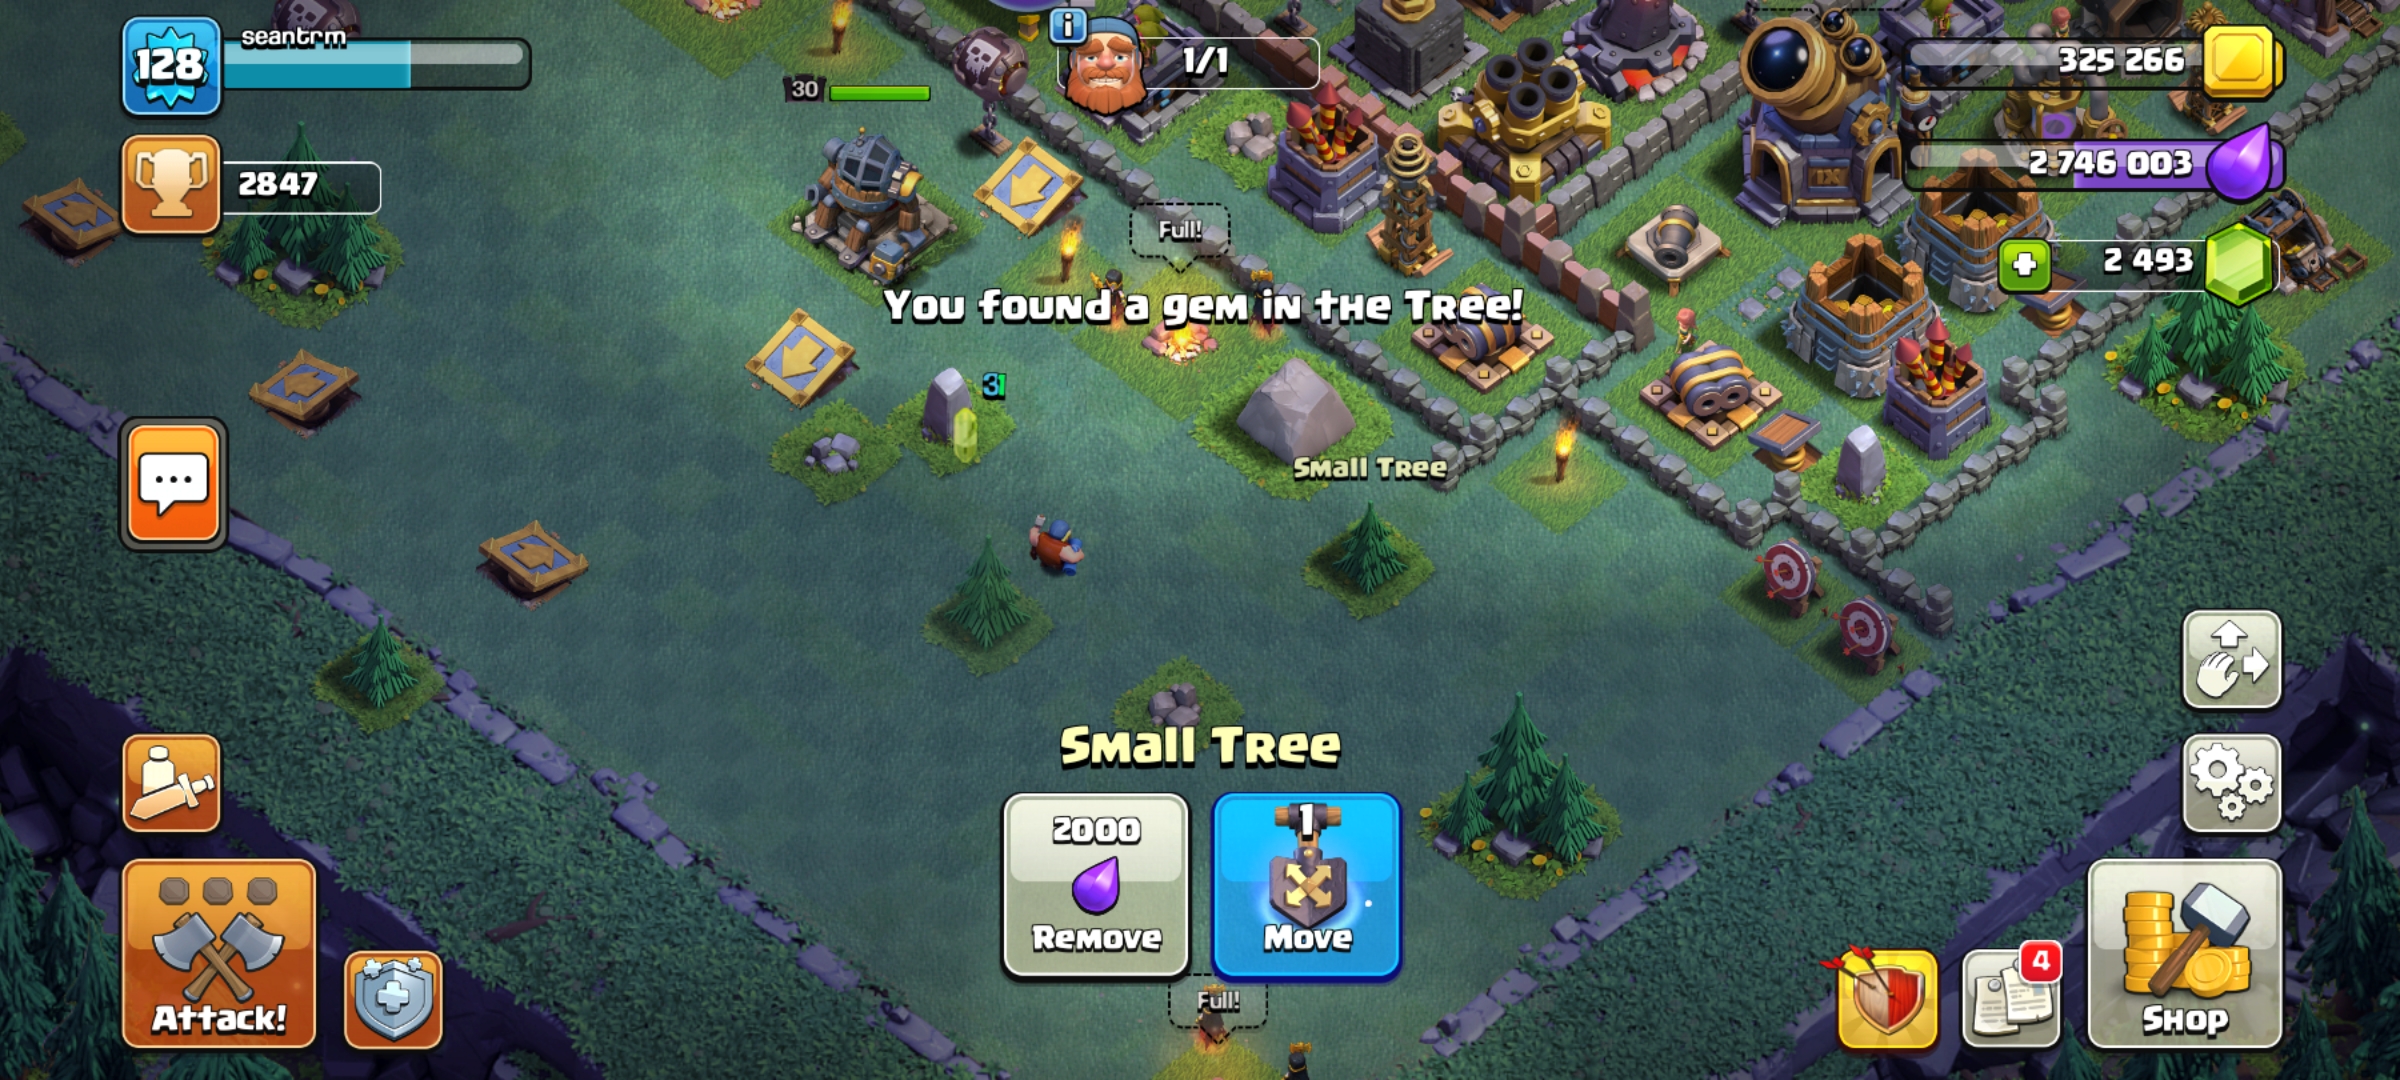 128
seantrm
1/1
325 266
30
2 746 003
2847
Full!
2 493
You found a gem in the Tree!
Small Tree
Small Tree
2000
Remove
1
Move
Full!
Attack!
4
Shop
IX